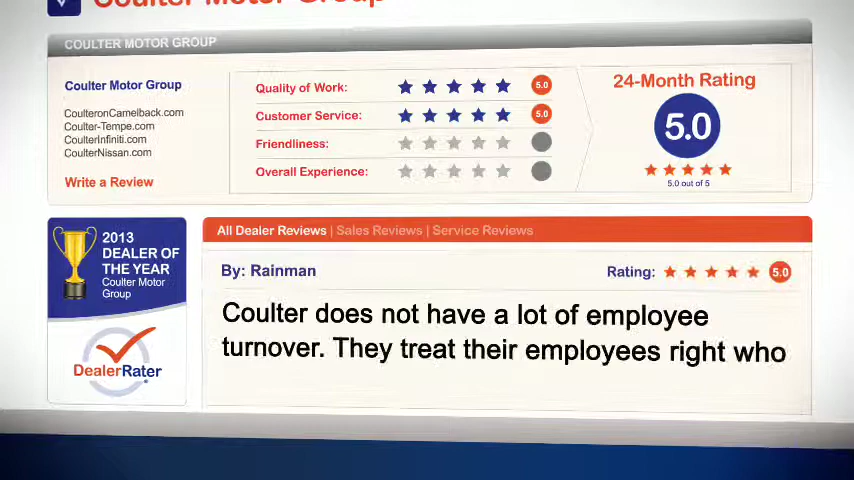 Coulter Motor Group
COULTER MOTOR GROUP
Coulter Motor Group
CoulteronCamelback.com
Coulter-Tempe.com
CoulterInfiniti.com
CoulterNissan.com
Write a Review
Quality of Work: 5.0
Customer Service: 5.0
Friendliness:
Overall Experience:
24-Month Rating
5.0
5.0 out of 5
2013
DEALER OF
THE YEAR
Coulter Motor
Group
DealerRater
All Dealer Reviews | Sales Reviews | Service Reviews
By: Rainman
Rating: 5.0
Coulter does not have a lot of employee
turnover. They treat their employees right who